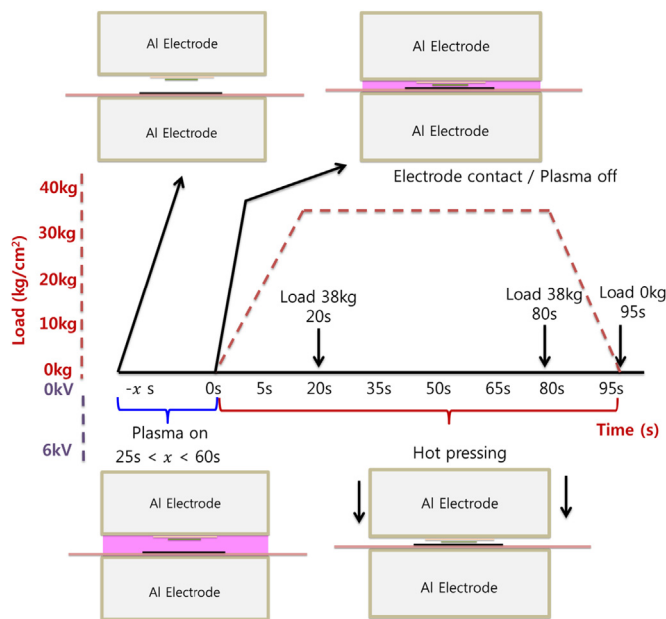 Al Electrode
Al Electrode
Al Electrode
Al Electrode
Electrode contact / Plasma off
Load (kg/cm²)
40kg
30kg
20kg
10kg
0kg
0kV
6kV
Load 38kg
20s
Load 38kg
80s
Load 0kg
95s
-x s
0s
5s
20s
35s
50s
65s
80s
95s
Time (s)
Plasma on
25s < x < 60s
Hot pressing
Al Electrode
Al Electrode
Al Electrode
Al Electrode